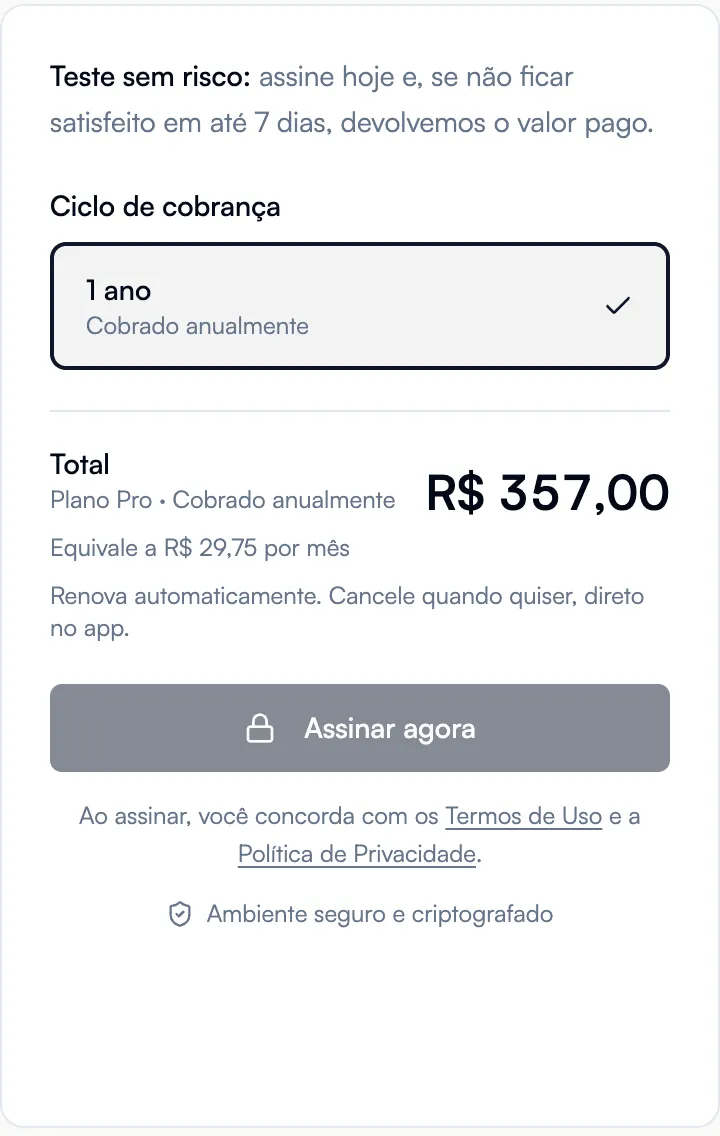 Teste sem risco: assine hoje e, se não ficar
satisfeito em até 7 dias, devolvemos o valor pago.
Ciclo de cobrança
1 ano
Cobrado anualmente
Total
Plano Pro • Cobrado anualmente
R$ 357,00
Equivale a R$ 29,75 por mês
Renova automaticamente. Cancele quando quiser, direto
no app.
Assinar agora
Ao assinar, você concorda com os Termos de Uso e a
Política de Privacidade.
Ambiente seguro e criptografado